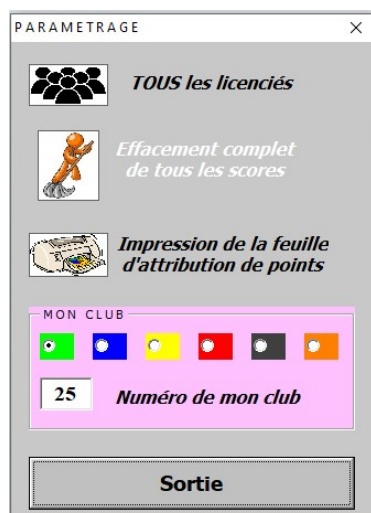 PARAMETRAGE
TOUS les licenciés
Effacement complet
de tous les scores
Impression de la feuille
d'attribution de points
MON CLUB
25 Numéro de mon club
Sortie